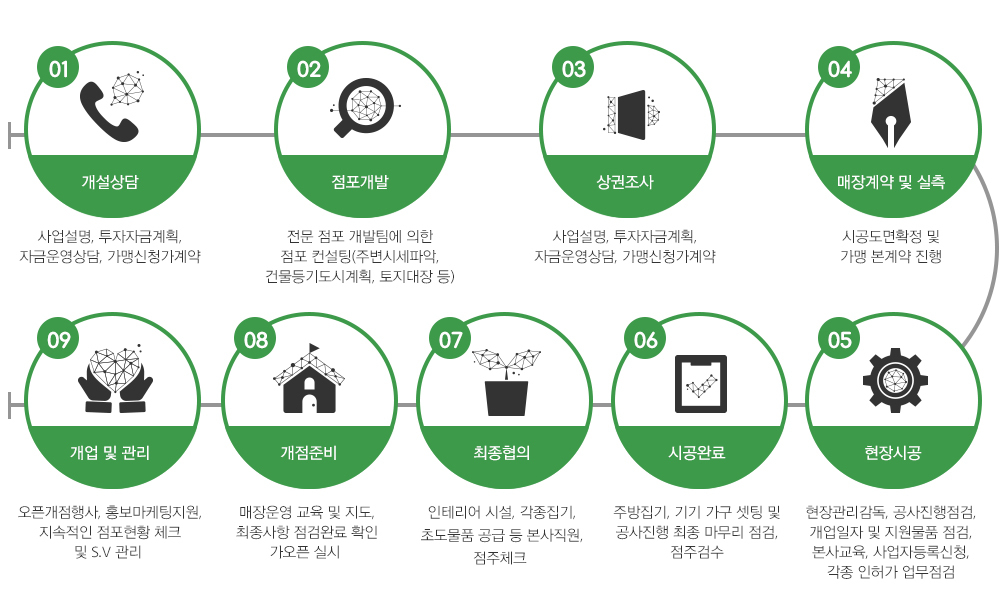 01
개설상담
사업설명, 투자자금계획,
자금운영상담, 가맹신청가계약
02
점포개발
전문 점포 개발팀에 의한
점포 컨설팅(주변시세파악,
건물등기도시계획, 토지대장 등)
03
상권조사
사업설명, 투자자금계획,
자금운영상담, 가맹신청가계약
04
매장계약 및 실측
시공도면확정 및
가맹 본계약 진행
05
현장시공
현장관리감독, 공사진행점검,
개업일자 및 지원물품 점검,
본사교육, 사업자등록신청,
각종 인허가 업무점검
06
시공완료
주방집기, 기기 가구 셋팅 및
공사진행 최종 마무리 점검,
점주검수
07
최종협의
인테리어 시설, 각종집기,
초도물품 공급 등 본사직원,
점주체크
08
개점준비
매장운영 교육 및 지도,
최종사항 점검완료 확인
가오픈 실시
09
개업 및 관리
오픈개점행사, 홍보마케팅지원,
지속적인 점포현황 체크
및 S.V 관리